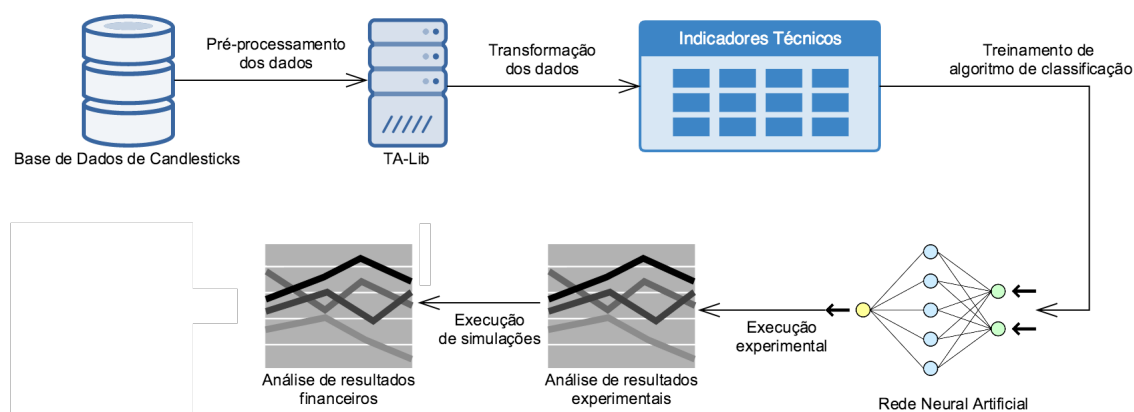 Pré-processamento
dos dados
Transformação
dos dados
Indicadores Técnicos
Treinamento de
algoritmo de classificação
Base de Dados de Candlesticks
TA-Lib
Execução
de simulações
Execução
experimental
Análise de resultados
financeiros
Análise de resultados
experimentais
Rede Neural Artificial